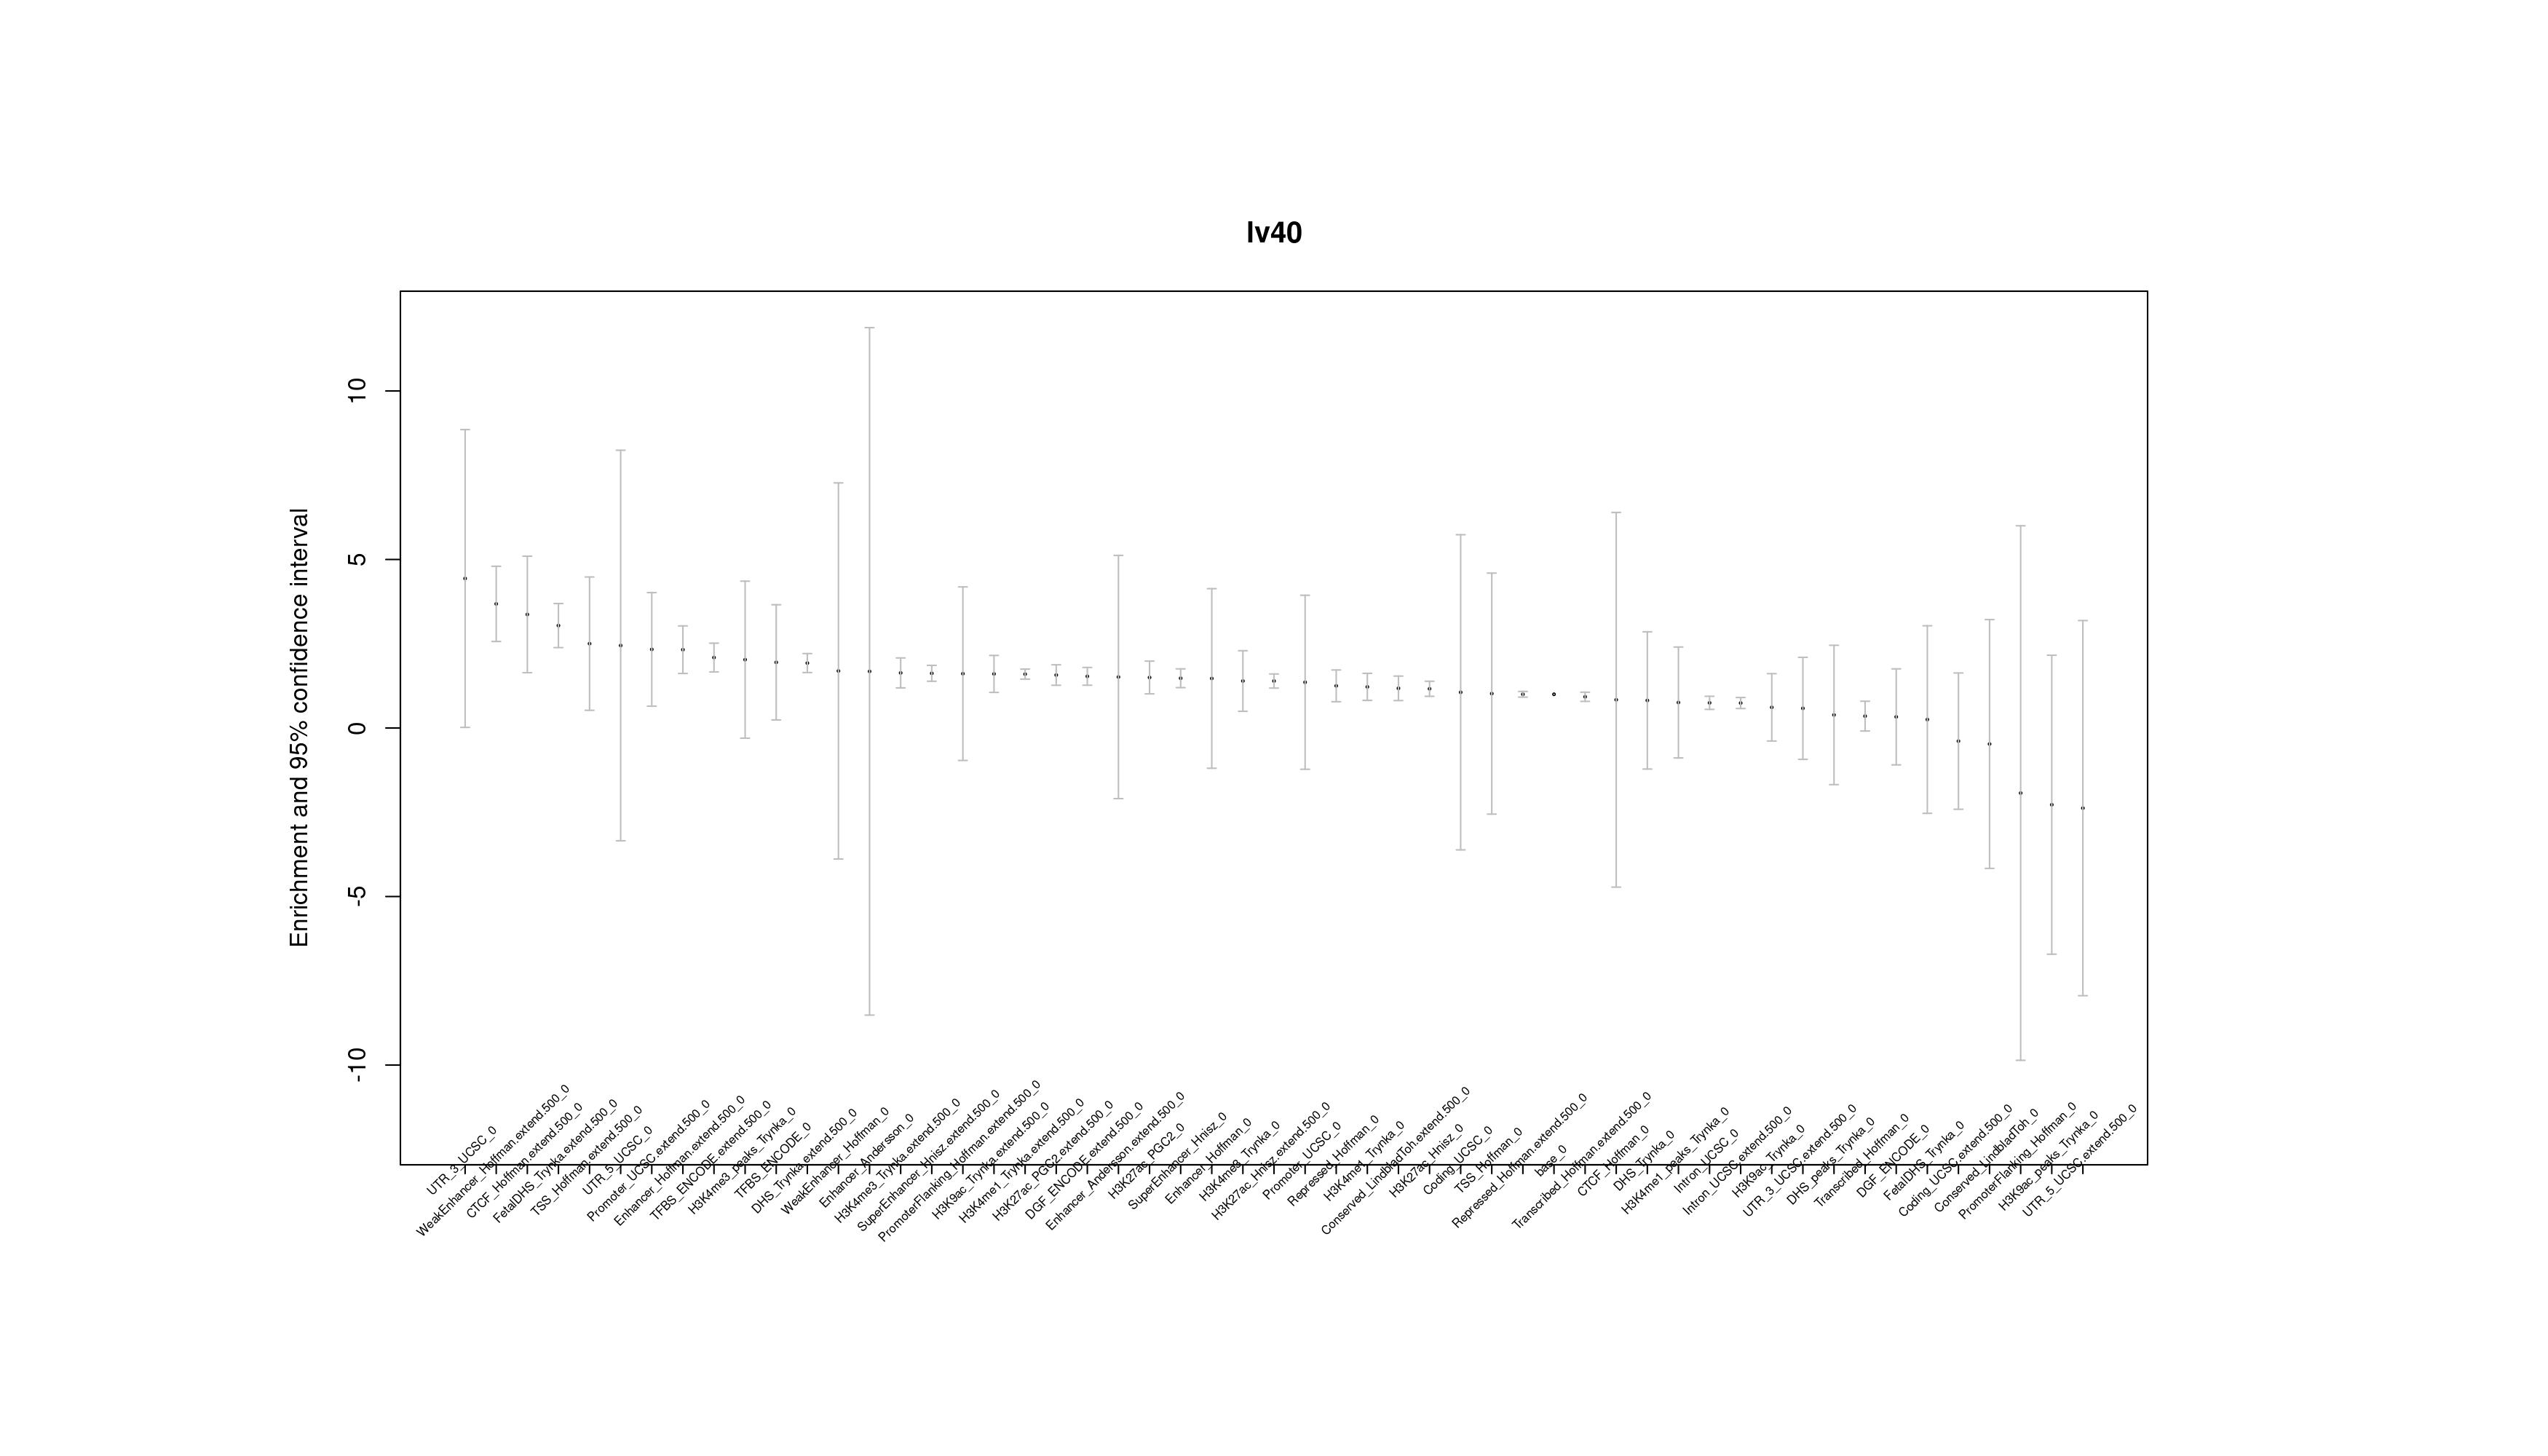 lv40
Enrichment and 95% confidence interval
10
5
0
-5
-10
UTR_3_UCSC_0
WeakEnhancer_Hoffman.extend.500_0
CTCF_Hoffman.extend.500_0
FetalDHS_Trynka.extend.500_0
TSS_Hoffman.extend.500_0
UTR_5_UCSC_0
Promoter_UCSC.extend.500_0
Enhancer_Hoffman.extend.500_0
TFBS_ENCODE.extend.500_0
H3K4me3_peaks_Trynka_0
TFBS_ENCODE_0
DHS_Trynka.extend.500_0
WeakEnhancer_Hoffman_0
Enhancer_Andersson_0
H3K4me3_Trynka.extend.500_0
SuperEnhancer_Hnisz.extend.500_0
PromoterFlanking_Hoffman.extend.500_0
H3K9ac_Trynka.extend.500_0
H3K4me1_Trynka.extend.500_0
H3K27ac_PGC2.extend.500_0
DGF_ENCODE.extend.500_0
Enhancer_Andersson.extend.500_0
H3K27ac_PGC2_0
SuperEnhancer_Hnisz_0
Enhancer_Hoffman_0
H3K4me3_Trynka_0
H3K27ac_Hnisz.extend.500_0
Promoter_UCSC_0
Repressed_Hoffman_0
H3K4me1_Trynka_0
Conserved_LindbladToh.extend.500_0
H3K27ac_Hnisz_0
Coding_UCSC_0
TSS_Hoffman_0
Repressed_Hoffman.extend.500_0
base_0
Transcribed_Hoffman.extend.500_0
CTCF_Hoffman_0
DHS_Trynka_0
H3K4me1_peaks_Trynka_0
Intron_UCSC_0
Intron_UCSC.extend.500_0
H3K9ac_Trynka_0
UTR_3_UCSC.extend.500_0
DHS_peaks_Trynka_0
Transcribed_Hoffman_0
DGF_ENCODE_0
FetalDHS_Trynka_0
Coding_UCSC.extend.500_0
Conserved_LindbladToh_0
PromoterFlanking_Hoffman_0
H3K9ac_peaks_Trynka_0
UTR_5_UCSC.extend.500_0